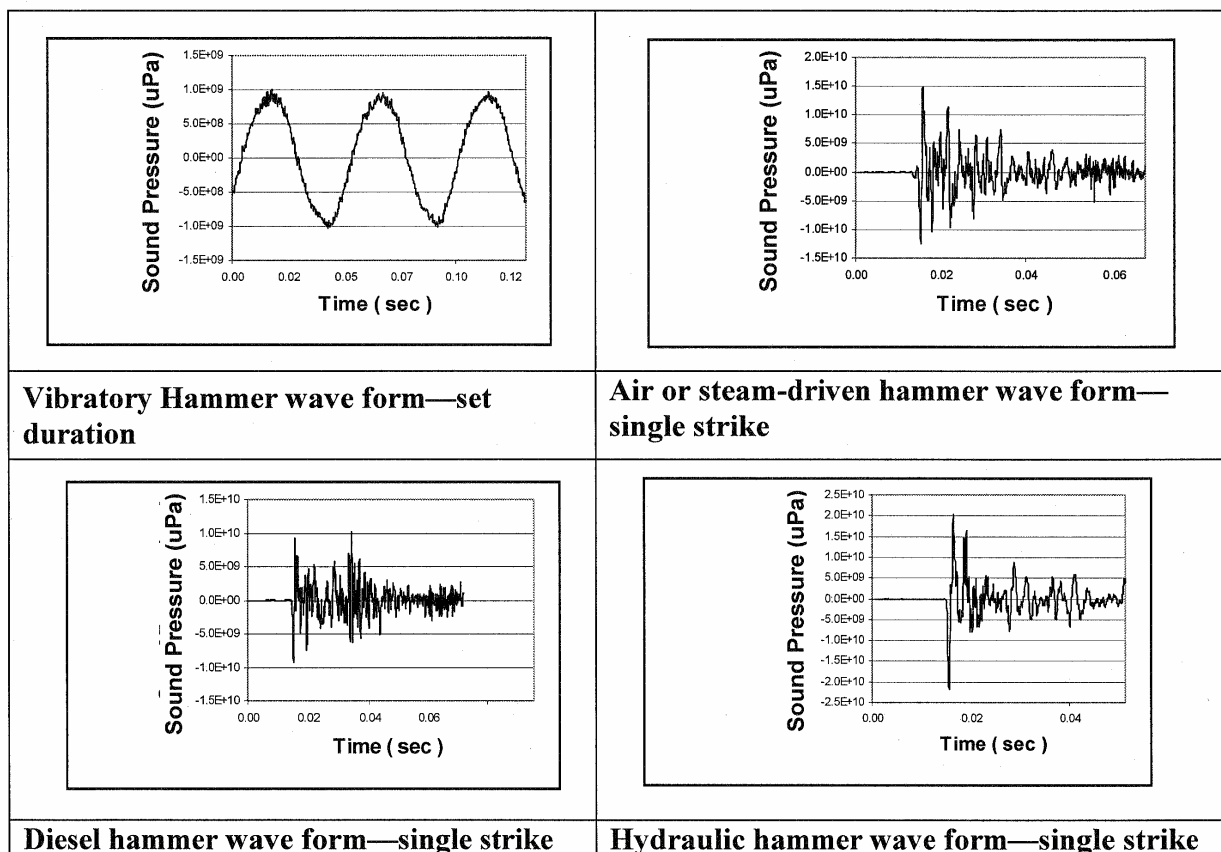 1.5E+09
1.0E+09
5.0E+08
0.0E+00
-5.0E+08
-1.0E+09
-1.5E+09
Sound Pressure (uPa)
0.00 0.02 0.05 0.07 0.10 0.12
Time ( sec )
Vibratory Hammer wave form—set
duration
2.0E+10
1.5E+10
1.0E+10
5.0E+09
0.0E+00
-5.0E+09
-1.0E+10
-1.5E+10
Sound Pressure (uPa)
0.00 0.02 0.04 0.06
Time ( sec )
Air or steam-driven hammer wave form—
single strike
1.5E+10
1.0E+10
5.0E+09
0.0E+00
-5.0E+09
-1.0E+10
-1.5E+10
Sound Pressure (uPa)
0.00 0.02 0.04 0.06
Time ( sec )
Diesel hammer wave form—single strike
2.5E+10
2.0E+10
1.5E+10
1.0E+10
5.0E+09
0.0E+00
-5.0E+09
-1.0E+10
-1.5E+10
-2.0E+10
-2.5E+10
Sound Pressure (uPa)
0.00 0.02 0.04
Time ( sec )
Hydraulic hammer wave form—single strike